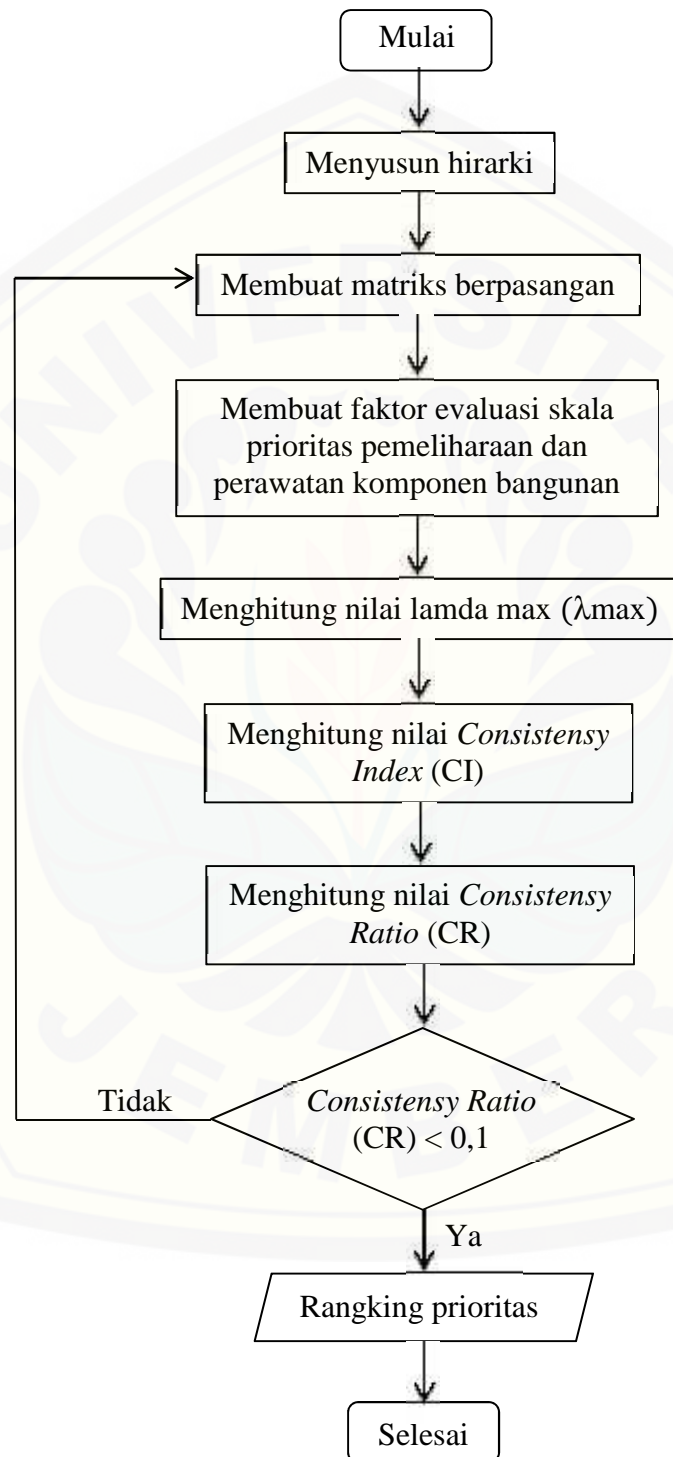 Mulai
Menyusun hirarki
Membuat matriks berpasangan
Membuat faktor evaluasi skala
prioritas pemeliharaan dan
perawatan komponen bangunan
Menghitung nilai lamda max (λmax)
Menghitung nilai Consistensy
Index (CI)
Menghitung nilai Consistensy
Ratio (CR)
Tidak
Consistensy Ratio
(CR) < 0,1
Ya
Rangking prioritas
Selesai
UNIVERSITA
JEMBER